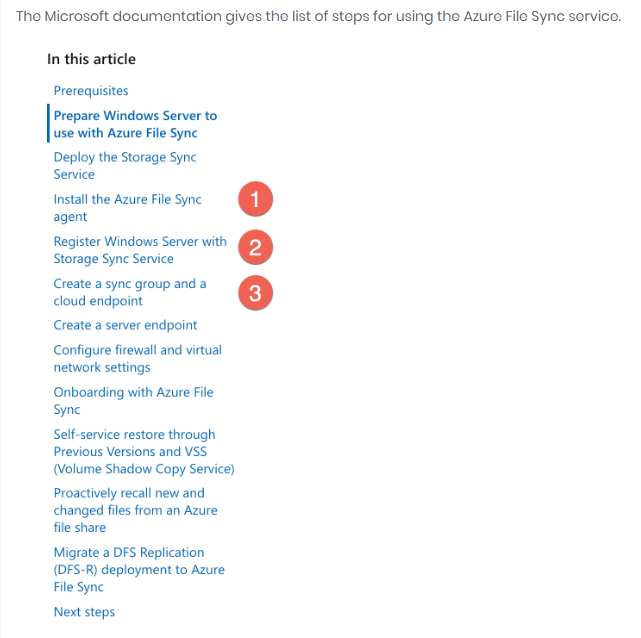 The Microsoft documentation gives the list of steps for using the Azure File Sync service.
In this article
Prerequisites
Prepare Windows Server to
use with Azure File Sync
Deploy the Storage Sync
Service
Install the Azure File Sync
agent
1
Register Windows Server with
Storage Sync Service
2
Create a sync group and a
cloud endpoint
3
Create a server endpoint
Configure firewall and virtual
network settings
Onboarding with Azure File
Sync
Self-service restore through
Previous Versions and VSS
(Volume Shadow Copy Service)
Proactively recall new and
changed files from an Azure
file share
Migrate a DFS Replication
(DFS-R) deployment to Azure
File Sync
Next steps